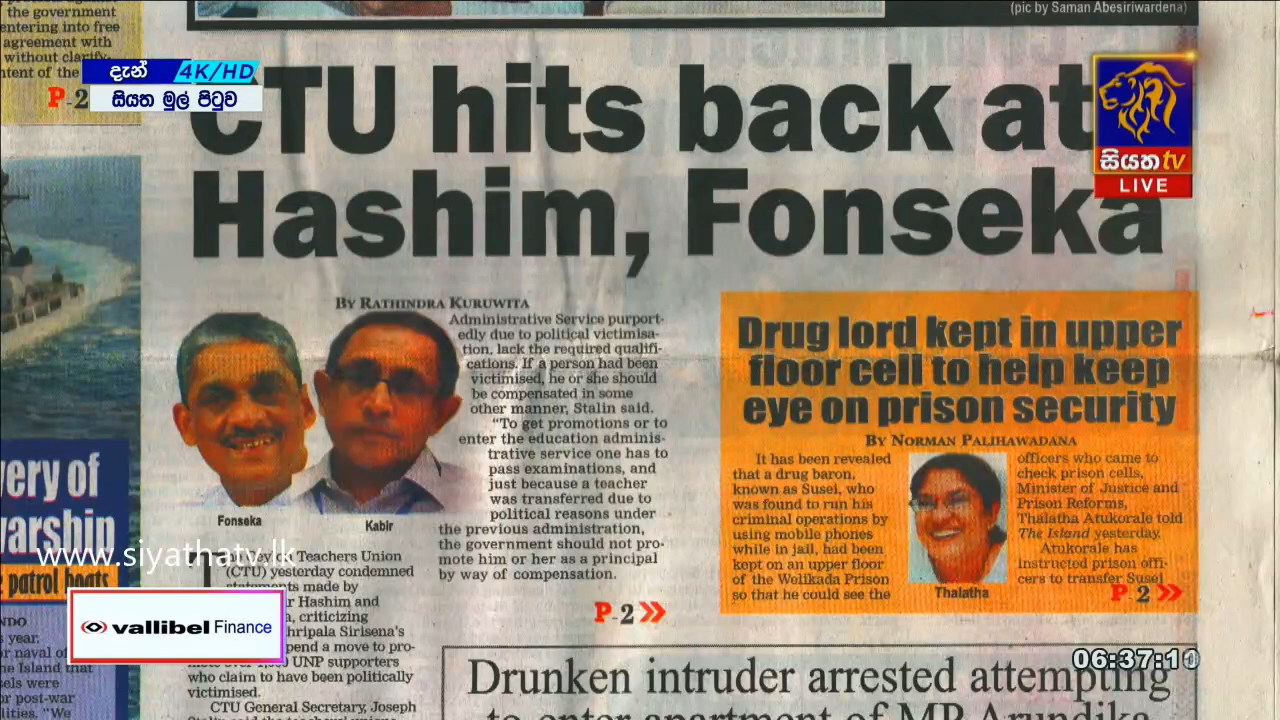 the government
entering into free
agreement with
without clarify-
tent of the
P-2
දැන් 4K/HD
සියත මුල් පිටුව
(pic by Saman Abesiriwardena)
සියත tv
LIVE
CTU hits back at
Hashim, Fonseka
BY RATHINDRA KURUWITA
Fonseka
Kabir
Teachers Union
(CTU) yesterday condemned
statements made by
Hashim and
criticizing
Sirisena's
move to pro-
UNP supporters
who claim to have been politically
victimised.
CTU General Secretary, Joseph
Administrative Service purport-
edly due to political victimisa-
tion, lack the required qualifi-
cations. If a person had been
victimised, he or she should
be compensated in some
other manner, Stalin said.
"To get promotions or to
enter the education adminis-
trative service one has to
pass examinations, and
just because a teacher
was transferred due to
political reasons under
the previous administration,
the government should not pro-
mote him or her as a principal
by way of compensation.
P-2
Drug lord kept in upper
floor cell to help keep
eye on prison security
BY NORMAN PALIHAWADANA
It has been revealed
that a drug baron,
known as Susei, who
was found to run his
criminal operations by
using mobile phones
while in jail, had been
kept on an upper floor
of the Welikada Prison
so that he could see the
Thalatha
officers who came to
check prison cells,
Minister of Justice and
Prison Reforms,
Thalatha Atukorale told
The Island yesterday.
Atukorale has
instructed prison offi-
cers to transfer Susei
P-2
very of
warship
patrol boats
NDO
year.
or naval of
he Island that
sels were
or post-war
lities. "We
www.siyathatv.lk
vallibel Finance
Drunken intruder arrested attempting
to enter apartment of MP Arundika
06:37:10